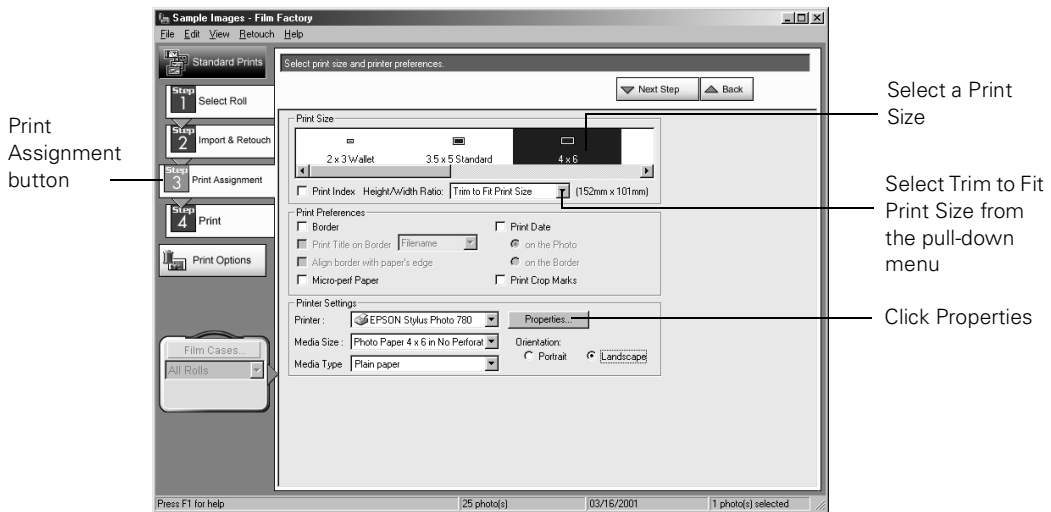 Sample Images - Film Factory
File Edit View Retouch Help
Standard Prints
Select print size and printer preferences.
Next Step
Back
Step 1 Select Roll
Step 2 Import & Retouch
Step 3 Print Assignment
Step 4 Print
Print Options
Film Cases...
All Rolls
Print Size
2 x 3 Wallet
3.5 x 5 Standard
4 x 6
Print Index Height/Width Ratio: Trim to Fit Print Size (152mm x 101mm)
Print Preferences
Border
Print Date
Print Title on Border Filename
on the Photo
Align border with paper's edge
on the Border
Micro-perf Paper
Print Crop Marks
Printer Settings
Printer : EPSON Stylus Photo 780 Properties...
Media Size : Photo Paper 4 x 6 in No Perforat
Orientation:
Portrait Landscape
Media Type Plain paper
Press F1 for help
25 photo(s)
03/16/2001
1 photo(s) selected
Print
Assignment
button
Select a Print
Size
Select Trim to Fit
Print Size from
the pull-down
menu
Click Properties